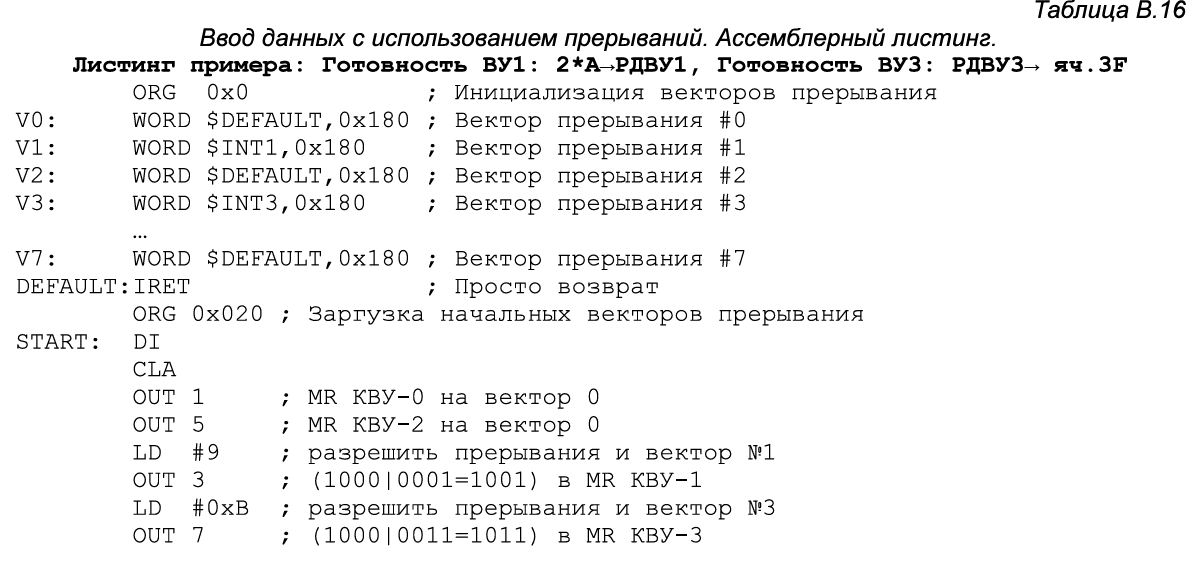 Таблица В.16
Ввод данных с использованием прерываний. Ассемблерный листинг.
Листинг примера: Готовность ВУ1: 2*A→РДВУ1, Готовность ВУ3: РДВУ3→ яч.3F
ORG 0x0 ; Инициализация векторов прерывания
V0: WORD $DEFAULT,0x180 ; Вектор прерывания #0
V1: WORD $INT1,0x180 ; Вектор прерывания #1
V2: WORD $DEFAULT,0x180 ; Вектор прерывания #2
V3: WORD $INT3,0x180 ; Вектор прерывания #3
…
V7: WORD $DEFAULT,0x180 ; Вектор прерывания #7
DEFAULT:IRET ; Просто возврат
ORG 0x020 ; Заргузка начальных векторов прерывания
START: DI
CLA
OUT 1 ; MR КВУ-0 на вектор 0
OUT 5 ; MR КВУ-2 на вектор 0
LD #9 ; разрешить прерывания и вектор №1
OUT 3 ; (1000|0001=1001) в MR КВУ-1
LD #0xB ; разрешить прерывания и вектор №3
OUT 7 ; (1000|0011=1011) в MR КВУ-3